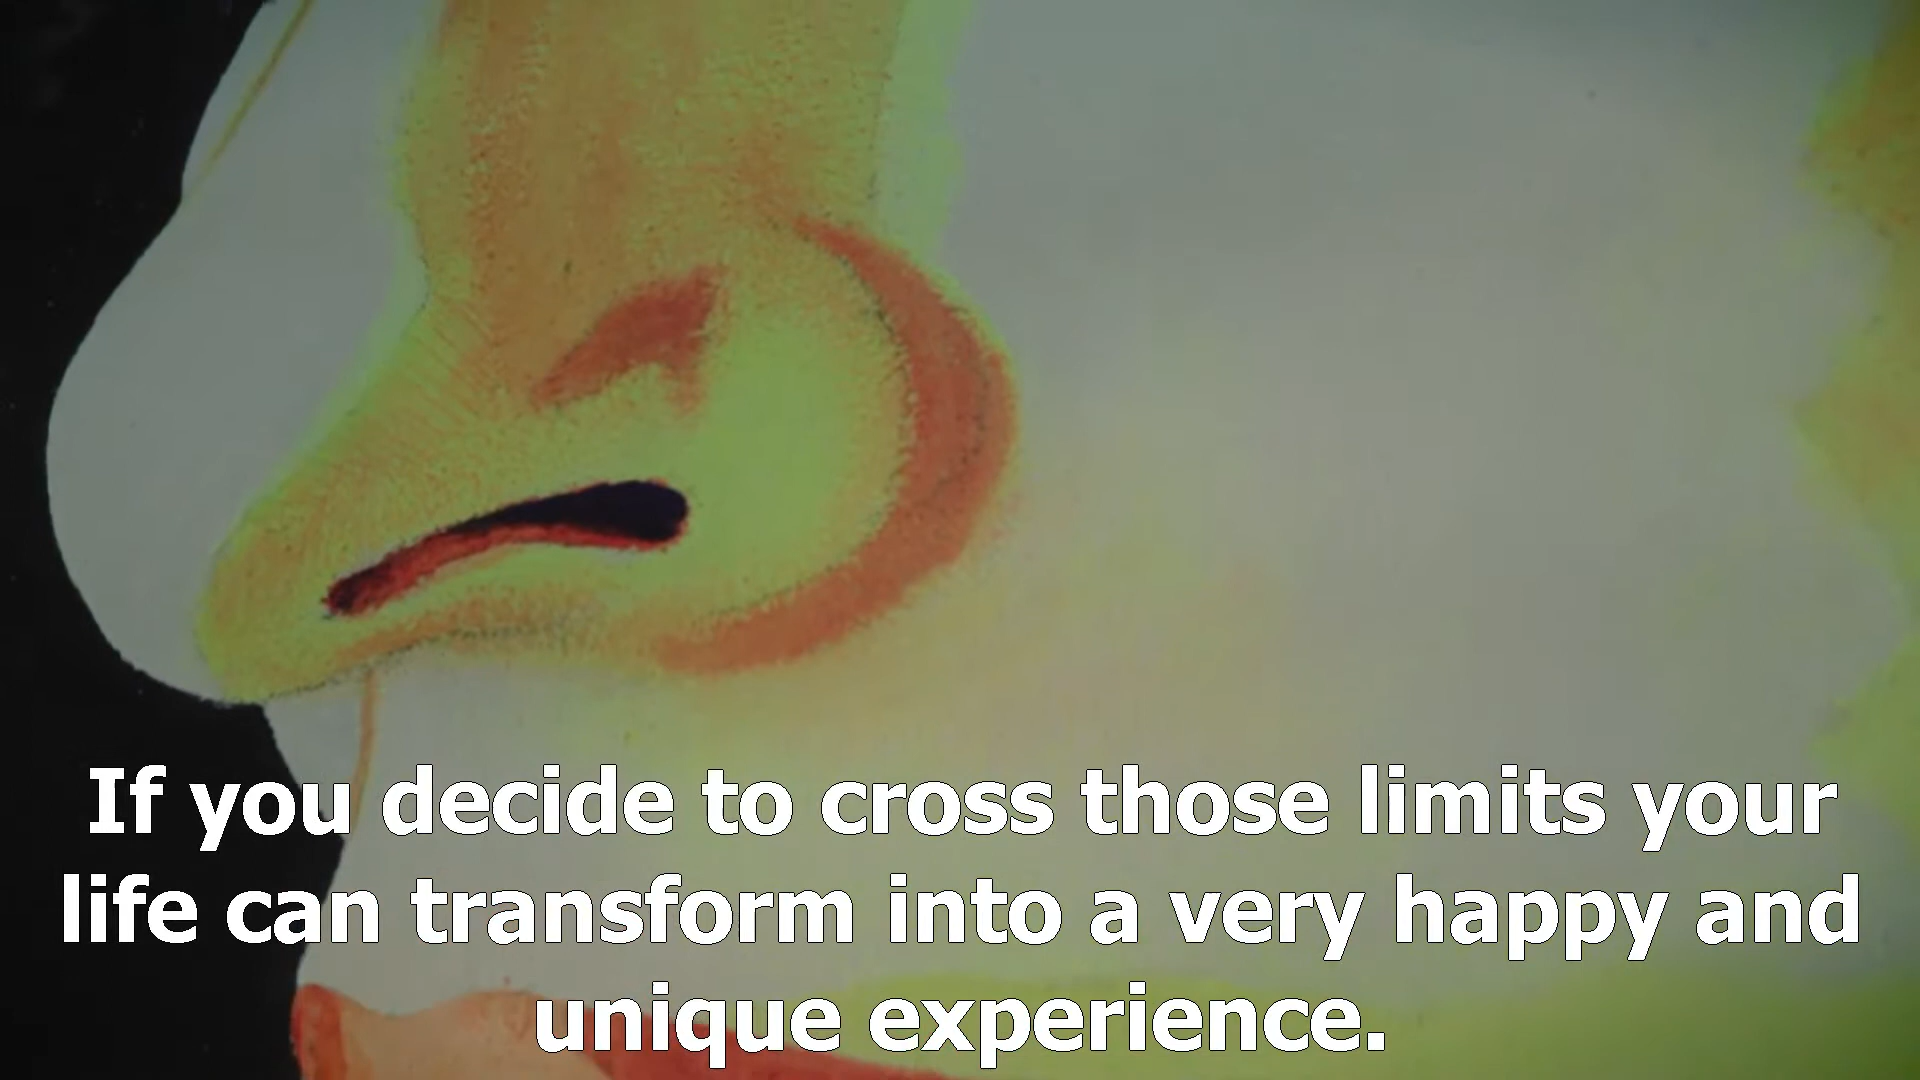 If you decide to cross those limits your
life can transform into a very happy and
unique experience.